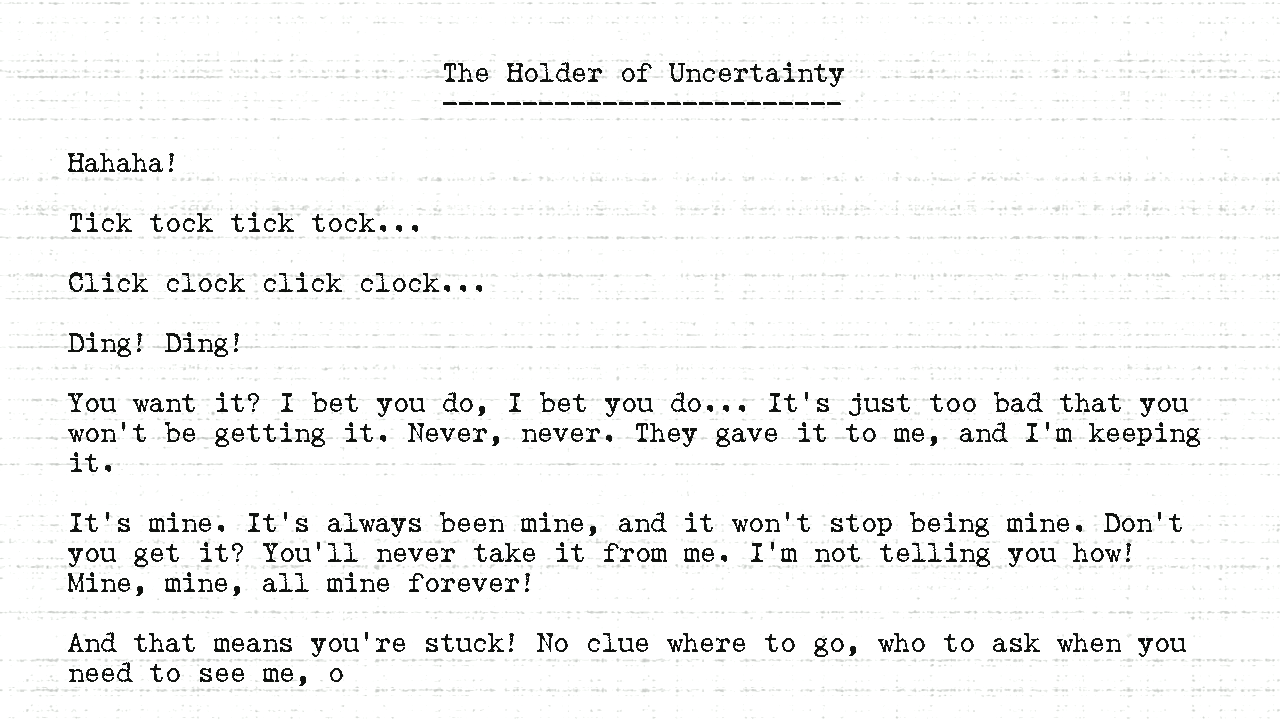 The Holder of Uncertainty
-------------------------
Hahaha!
Tick tock tick tock...
Click clock click clock...
Ding! Ding!
You want it? I bet you do, I bet you do... It's just too bad that you
won't be getting it. Never, never. They gave it to me, and I'm keeping
it.
It's mine. It's always been mine, and it won't stop being mine. Don't
you get it? You'll never take it from me. I'm not telling you how!
Mine, mine, all mine forever!
And that means you're stuck! No clue where to go, who to ask when you
need to see me, o